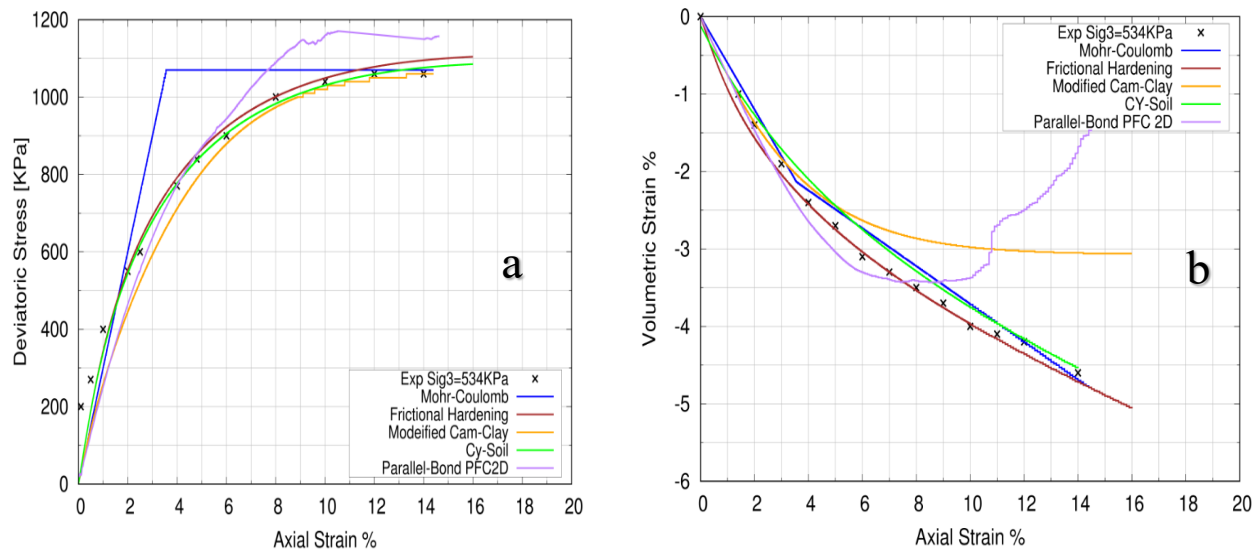 1200
1000
800
600
400
200
0
Deviatoric Stress [KPa]
a
Exp Sig3=534KPa
Mohr-Coulomb
Frictional Hardening
Modeified Cam-Clay
Cy-Soil
Parallel-Bond PFC2D
0 2 4 6 8 10 12 14 16 18 20
Axial Strain %
0
-1
-2
-3
-4
-5
-6
Volumetric Strain %
Exp Sig3=534KPa
Mohr-Coulomb
Frictional Hardening
Modified Cam-Clay
CY-Soil
Parallel-Bond PFC 2D
b
0 2 4 6 8 10 12 14 16 18 20
Axial Strain %